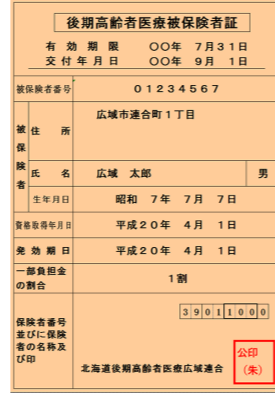 後期高齢者医療被保険者証
有効期限 〇〇年 7月31日
交付年月日 〇〇年 9月 1日
被保険者番号 01234567
被保険者
住所 広域市連合町1丁目
氏名 広域 太郎 男
生年月日 昭和 7年 7月 7日
資格取得年月日 平成20年 4月 1日
発効期日 平成20年 4月 1日
一部負担金
の割合 1割
保険者番号
並びに保険
者の名称及
び印
39011000
北海道後期高齢者医療広域連合
公印
(朱)